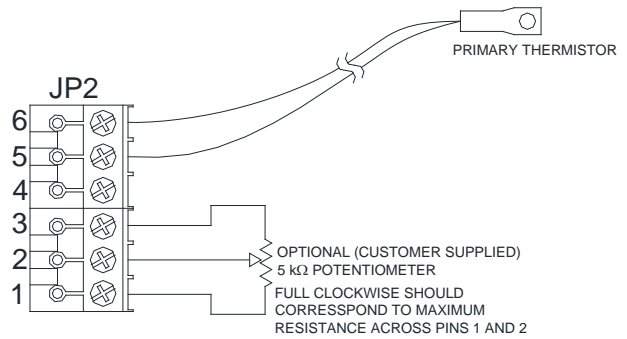 PRIMARY THERMISTOR
JP2
6
5
4
3
2
1
OPTIONAL (CUSTOMER SUPPLIED)
5 kΩ POTENTIOMETER
FULL CLOCKWISE SHOULD
CORRESPOND TO MAXIMUM
RESISTANCE ACROSS PINS 1 AND 2